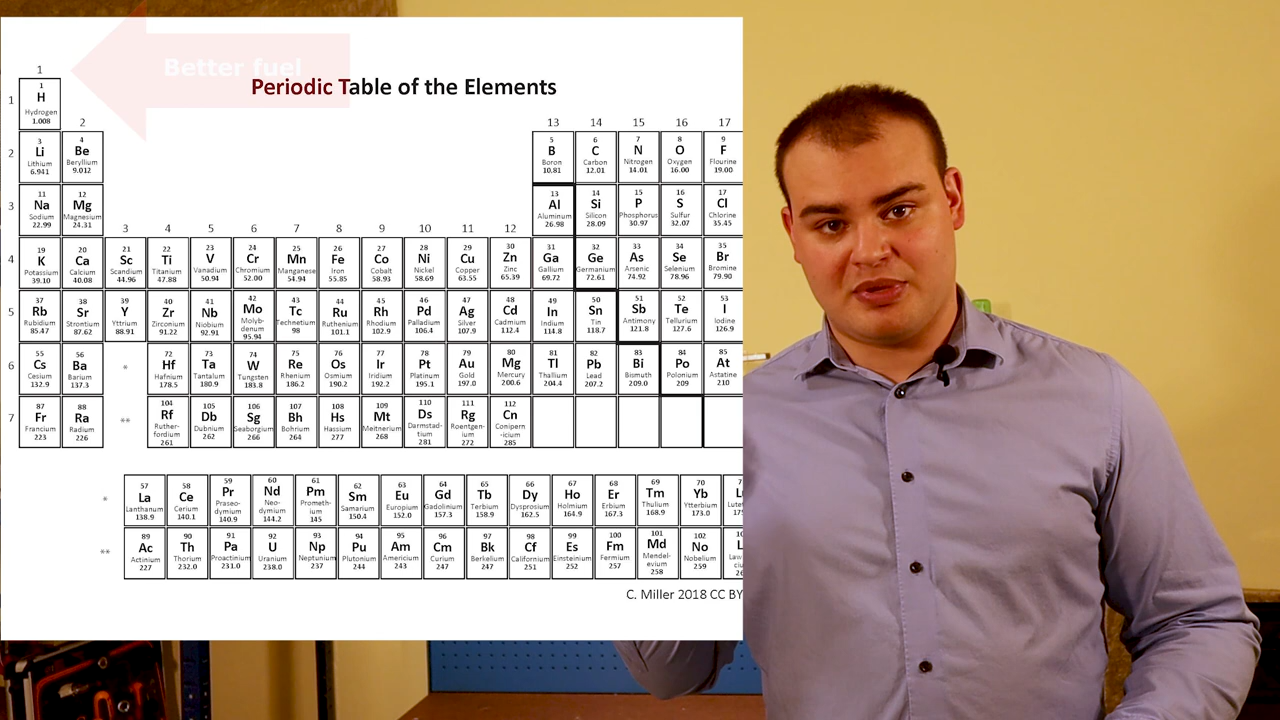 Better fuel
Periodic Table of the Elements
1
2
13 14 15 16 17
3 4 5 6 7 8 9 10 11 12
1
1
H
Hydrogen
1.008
2
3 4 5 6 7 8 9
Li Be B C N O F
Lithium Beryllium Boron Carbon Nitrogen Oxygen Flourine
6.941 9.012 10.81 12.01 14.01 16.00 19.00
3
11 12 13 14 15 16 17
Na Mg Al Si P S Cl
Sodium Magnesium Aluminum Silicon Phosphorus Sulfur Chlorine
22.99 24.31 26.98 28.09 30.97 32.07 35.45
4
19 20 21 22 23 24 25 26 27 28 29 30 31 32 33 34 35
K Ca Sc Ti V Cr Mn Fe Co Ni Cu Zn Ga Ge As Se Br
Potassium Calcium Scandium Titanium Vanadium Chromium Manganese Iron Cobalt Nickel Copper Zinc Gallium Germanium Arsenic Selenium Bromine
39.10 40.08 44.96 47.88 50.94 52.00 54.94 55.85 58.93 58.69 63.55 65.39 69.72 72.61 74.92 78.96 79.90
5
37 38 39 40 41 42 43 44 45 46 47 48 49 50 51 52 53
Rb Sr Y Zr Nb Mo Tc Ru Rh Pd Ag Cd In Sn Sb Te I
Rubidium Strontium Yttrium Zirconium Niobium Molyb-denum Technetium Ruthenium Rhodium Palladium Silver Cadmium Indium Tin Antimony Tellurium Iodine
85.47 87.62 88.91 91.22 92.91 95.94 98 101.1 102.9 106.4 107.9 112.4 114.8 118.7 121.8 127.6 126.9
6
55 56 * 72 73 74 75 76 77 78 79 80 81 82 83 84 85
Cs Ba Hf Ta W Re Os Ir Pt Au Mg Tl Pb Bi Po At
Cesium Barium Hafnium Tantalum Tungsten Rhenium Osmium Iridium Platinum Gold Mercury Thallium Lead Bismuth Polonium Astatine
132.9 137.3 178.5 180.9 183.8 186.2 190.2 192.2 195.1 197.0 200.6 204.4 207.2 209.0 209 210
7
87 88 ** 104 105 106 107 108 109 110 111 112
Fr Ra Rf Db Sg Bh Hs Mt Ds Rg Cn
Francium Radium Ruther-fordium Dubnium Seaborgium Bohrium Hassium Meitnerium Darmstad-tium Roentgen-ium Conipern-icium
223 226 261 262 266 264 277 268 281 272 285
*
57 58 59 60 61 62 63 64 65 66 67 68 69 70
La Ce Pr Nd Pm Sm Eu Gd Tb Dy Ho Er Tm Yb
Lanthanum Cerium Praseo-dymium Neo-dymium Prometh-ium Samarium Europium Gadolinium Terbium Dysprosium Holmium Erbium Thulium Ytterbium
138.9 140.1 140.9 144.2 145 150.4 152.0 157.3 158.9 162.5 164.9 167.3 168.9 173.0
**
89 90 91 92 93 94 95 96 97 98 99 100 101 102
Ac Th Pa U Np Pu Am Cm Bk Cf Es Fm Md No
Actinium Thorium Proactinium Uranium Neptunium Plutonium Americium Curium Berkelium Californium Einsteinium Fermium Mendel-evium Nobelium
227 232.0 231.0 238.0 237 244 243 247 247 251 252 257 258 259
C. Miller 2018 CC BY